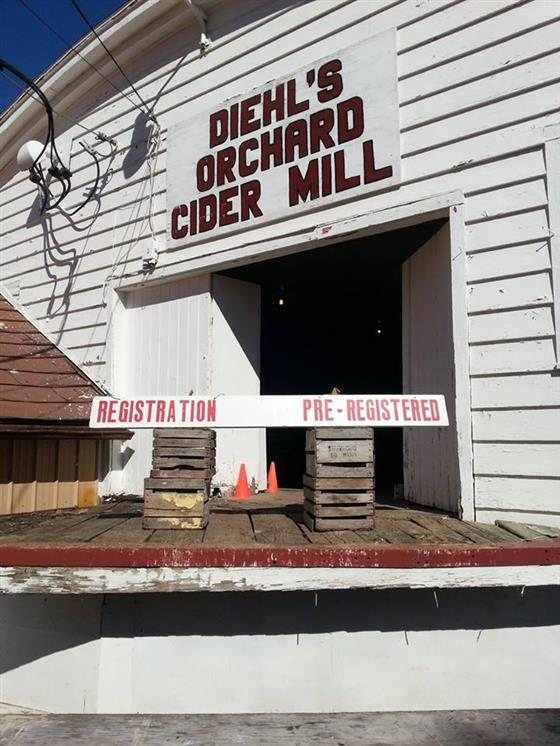 DIEHL'S
ORCHARD
CIDER MILL
REGISTRATION PRE-REGISTERED